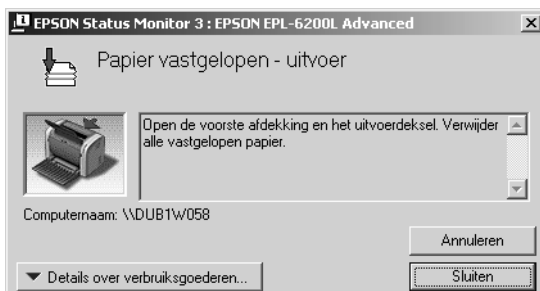 EPSON Status Monitor 3 : EPSON EPL-6200L Advanced
Papier vastgelopen - uitvoer
Open de voorste afdekking en het uitvoerdeksel. Verwijder
alle vastgelopen papier.
Computernaam: \\DUB1W058
Annuleren
Details over verbruiksgoederen...
Sluiten